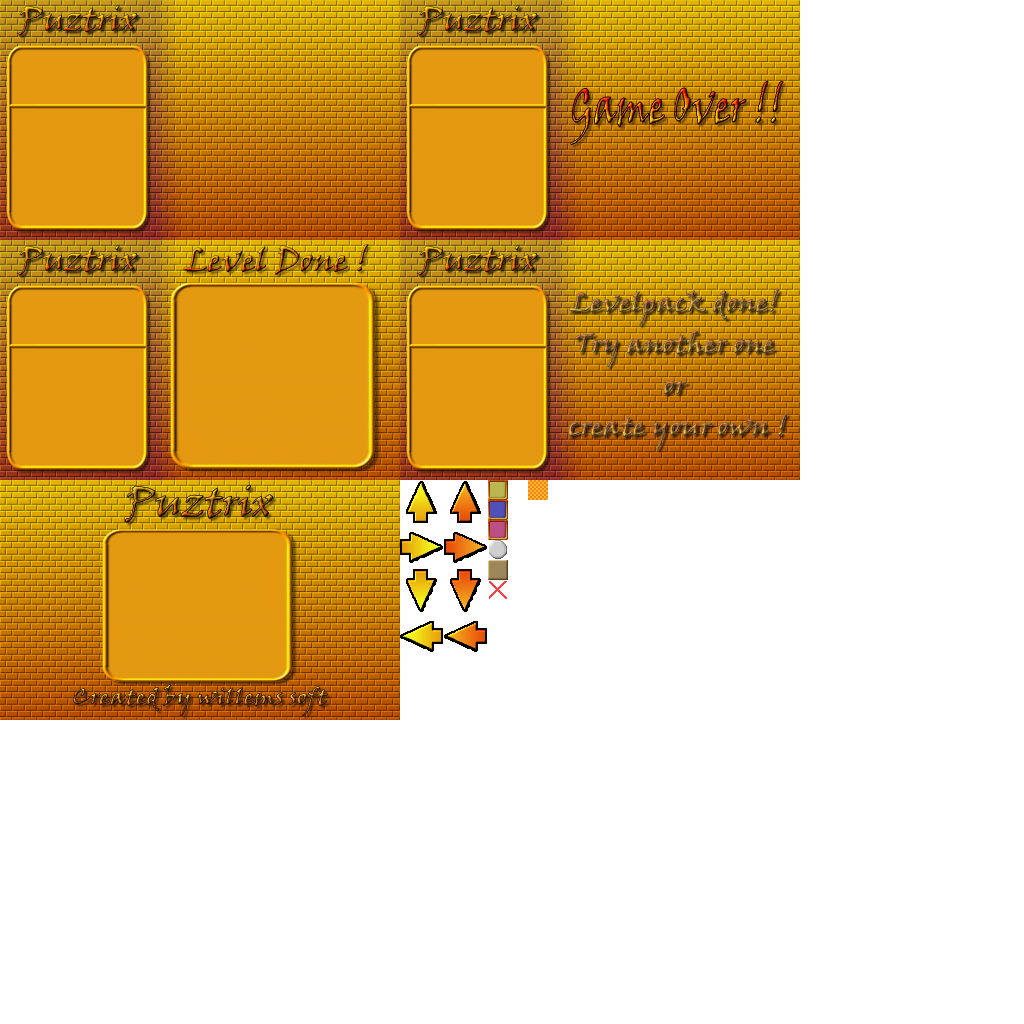 Puztrix
Puztrix
Game Over !!
Puztrix
Level Done !
Puztrix
Levelpack done!
Try another one
or
create your own !
Puztrix
Created by willems soft